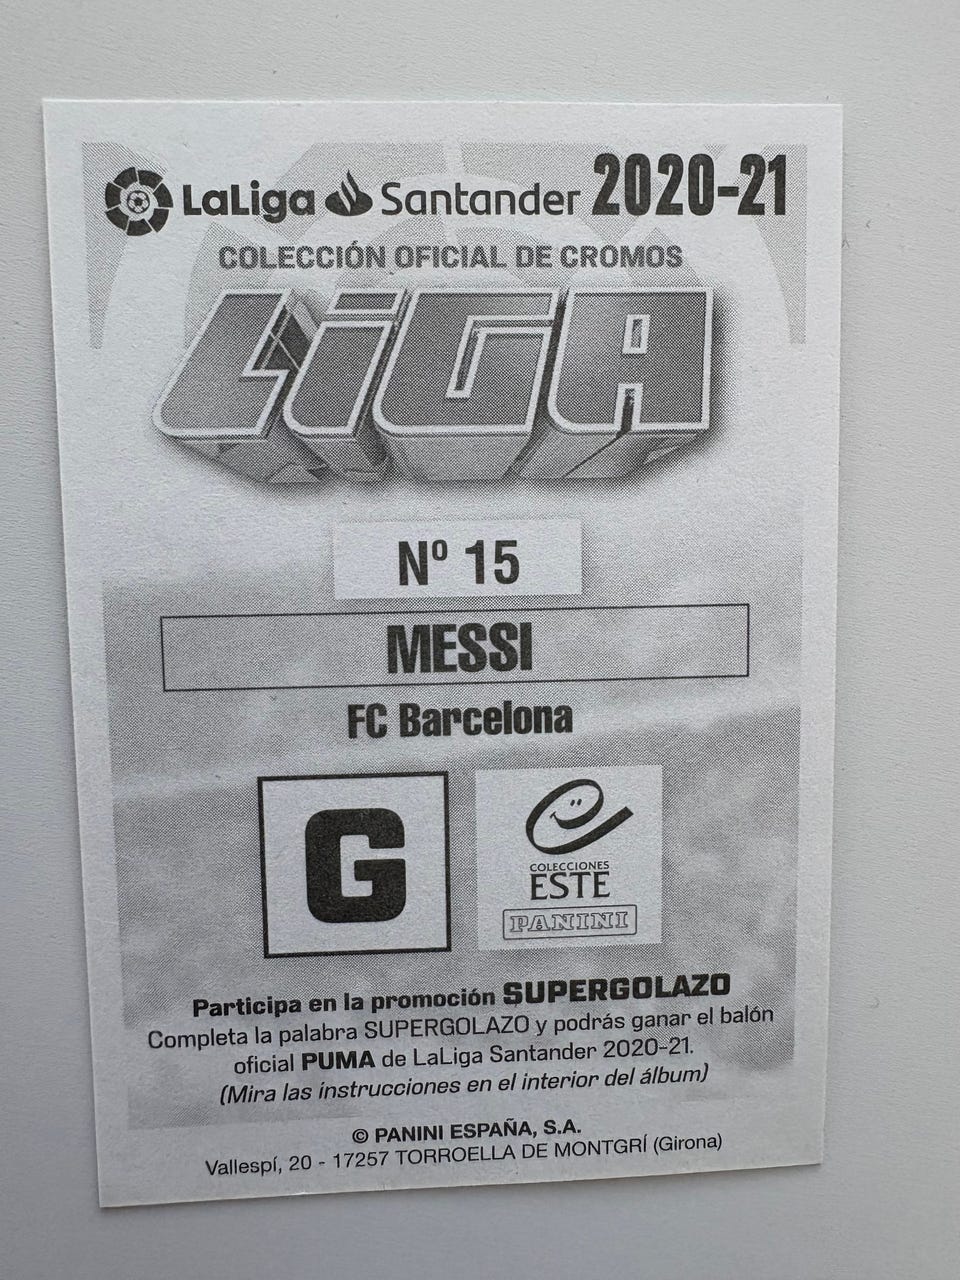 LaLiga Santander 2020-21
COLECCIÓN OFICIAL DE CROMOS
LiGA
Nº 15
MESSI
FC Barcelona
G
COLECCIONES
ESTE
PANINI
Participa en la promoción SUPERGOLAZO
Completa la palabra SUPERGOLAZO y podrás ganar el balón
oficial PUMA de LaLiga Santander 2020-21.
(Mira las instrucciones en el interior del álbum)
© PANINI ESPAÑA, S.A.
Vallespí, 20 - 17257 TORROELLA DE MONTGRÍ (Girona)